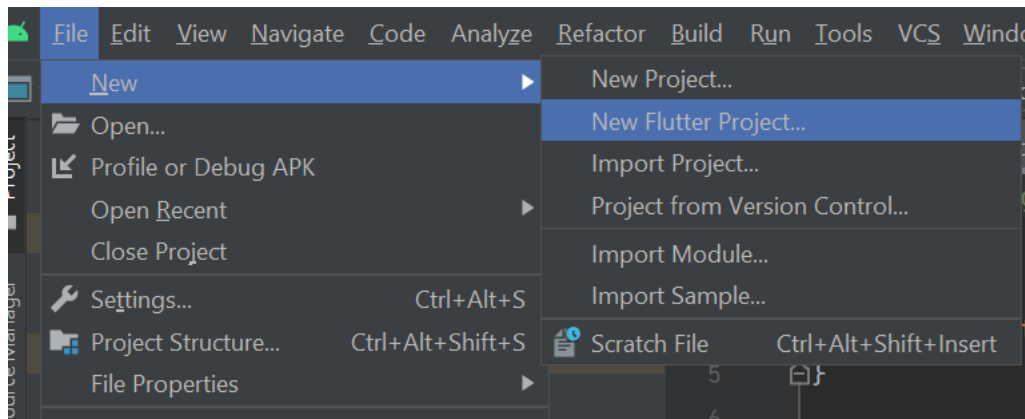 File Edit View Navigate Code Analyze Refactor Build Run Tools VCS
New
New Project...
New Flutter Project...
Open...
Import Project...
Profile or Debug APK
Project from Version Control...
Open Recent
Close Project
Import Module...
Settings... Ctrl+Alt+S
Import Sample...
Project Structure... Ctrl+Alt+Shift+S
Scratch File Ctrl+Alt+Shift+Insert
File Properties
5 }
6
Project